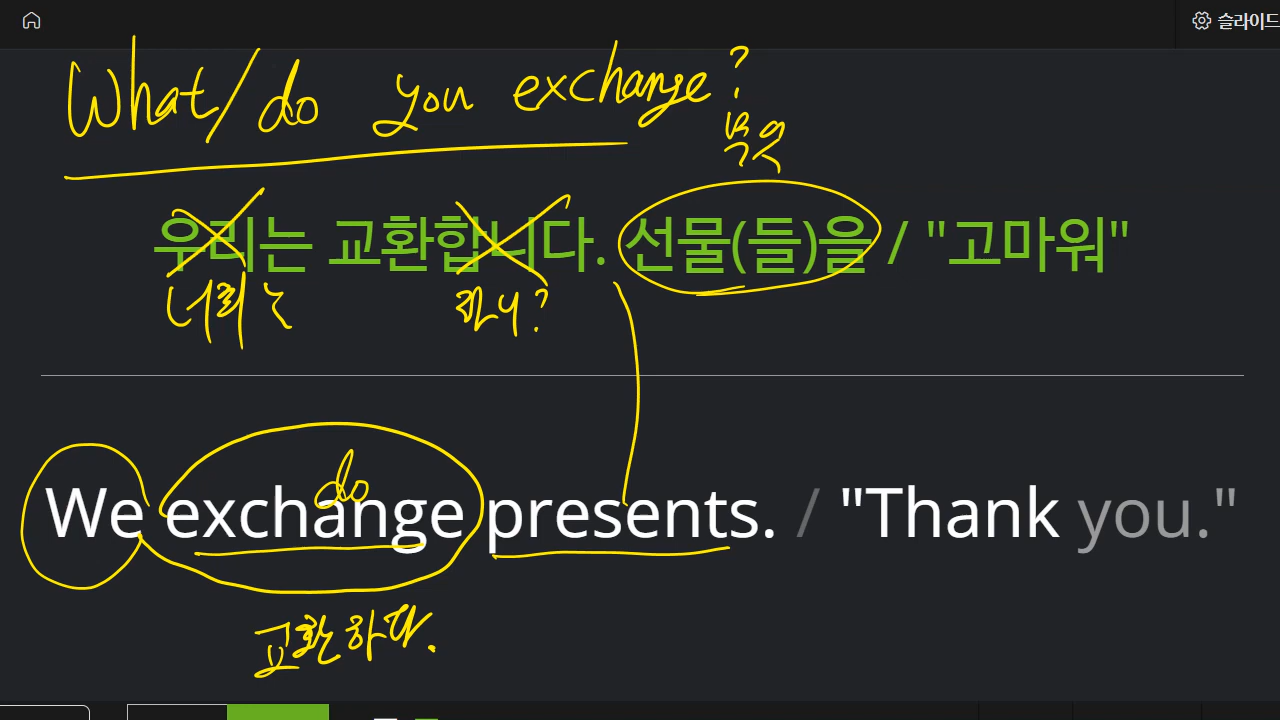 슬라이드
What/do you exchange?
무엇
우리는 교환합니다. 선물(들)을 / "고마워"
너희는 하니?
do
We exchange presents. / "Thank you."
교환하다.